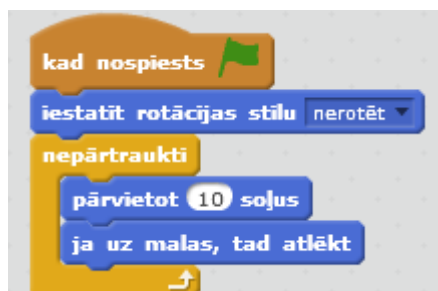 kad nospiests
iestatīt rotācijas stilu nerotēt
nepārtraukti
pārvietot 10 soļus
ja uz malas, tad atlēkt